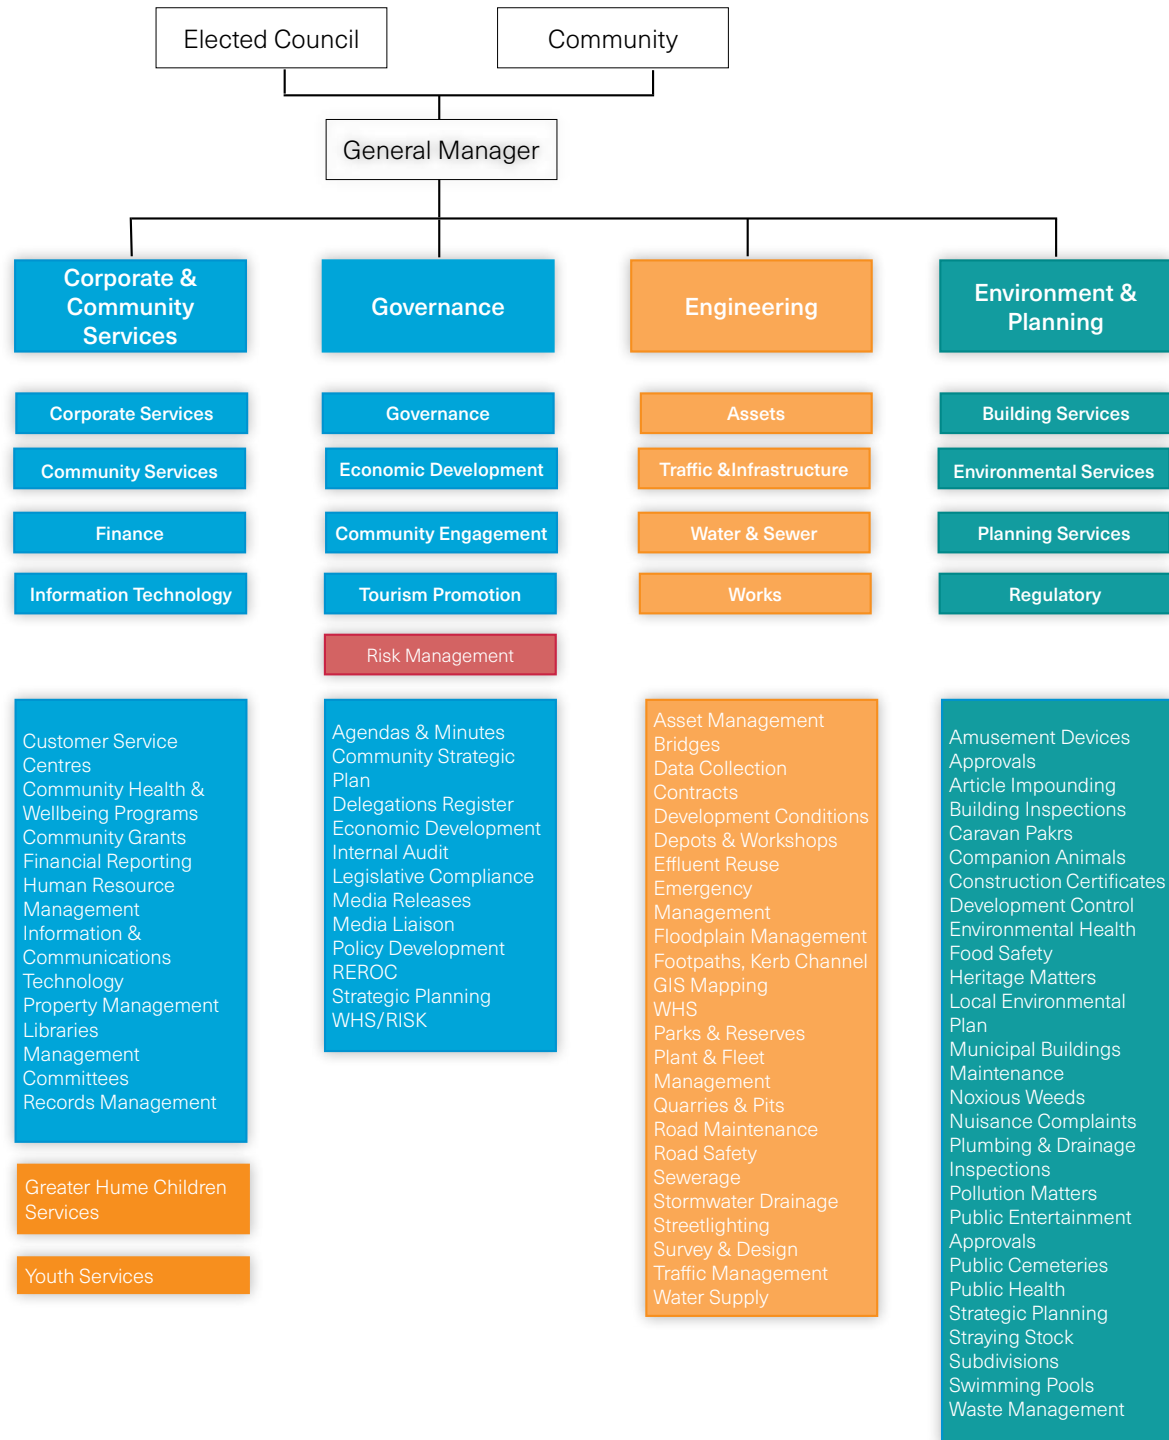 Elected Council
Community
General Manager
Corporate &
Community
Services
Governance
Engineering
Environment &
Planning
Corporate Services
Governance
Assets
Building Services
Community Services
Economic Development
Traffic &Infrastructure
Environmental Services
Finance
Community Engagement
Water & Sewer
Planning Services
Information Technology
Tourism Promotion
Works
Regulatory
Risk Management
Customer Service
Centres
Community Health &
Wellbeing Programs
Community Grants
Financial Reporting
Human Resource
Management
Information &
Communications
Technology
Property Management
Libraries
Management
Committees
Records Management
Greater Hume Children
Services
Youth Services
Agendas & Minutes
Community Strategic
Plan
Delegations Register
Economic Development
Internal Audit
Legislative Compliance
Media Releases
Media Liaison
Policy Development
REROC
Strategic Planning
WHS/RISK
Asset Management
Bridges
Data Collection
Contracts
Development Conditions
Depots & Workshops
Effluent Reuse
Emergency
Management
Floodplain Management
Footpaths, Kerb Channel
GIS Mapping
WHS
Parks & Reserves
Plant & Fleet
Management
Quarries & Pits
Road Maintenance
Road Safety
Sewerage
Stormwater Drainage
Streetlighting
Survey & Design
Traffic Management
Water Supply
Amusement Devices
Approvals
Article Impounding
Building Inspections
Caravan Pakrs
Companion Animals
Construction Certificates
Development Control
Environmental Health
Food Safety
Heritage Matters
Local Environmental
Plan
Municipal Buildings
Maintenance
Noxious Weeds
Nuisance Complaints
Plumbing & Drainage
Inspections
Pollution Matters
Public Entertainment
Approvals
Public Cemeteries
Public Health
Strategic Planning
Straying Stock
Subdivisions
Swimming Pools
Waste Management